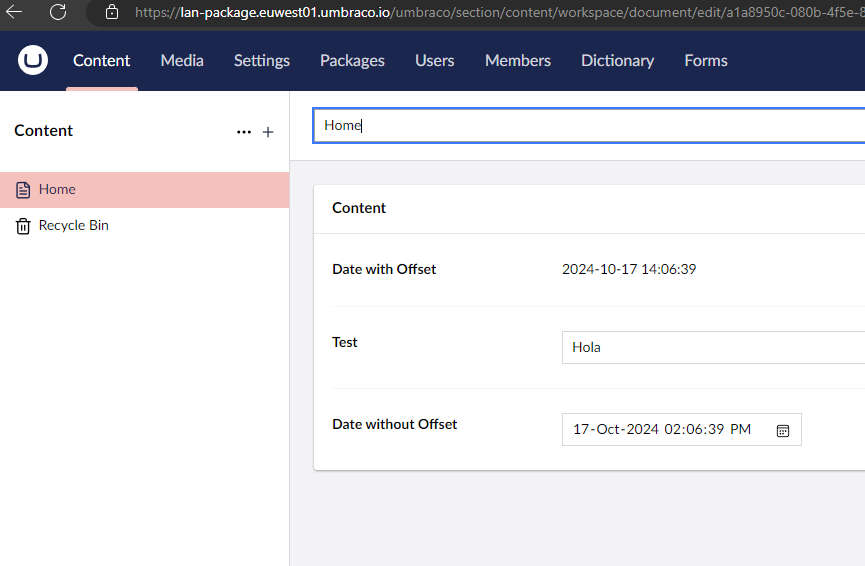 https://lan-package.euwest01.umbraco.io/umbraco/section/content/workspace/document/edit/a1a8950c-080b-4f5e-8
Content Media Settings Packages Users Members Dictionary Forms
Content
Home
Recycle Bin
Home
Content
Date with Offset 2024-10-17 14:06:39
Test Hola
Date without Offset 17-Oct-2024 02:06:39 PM